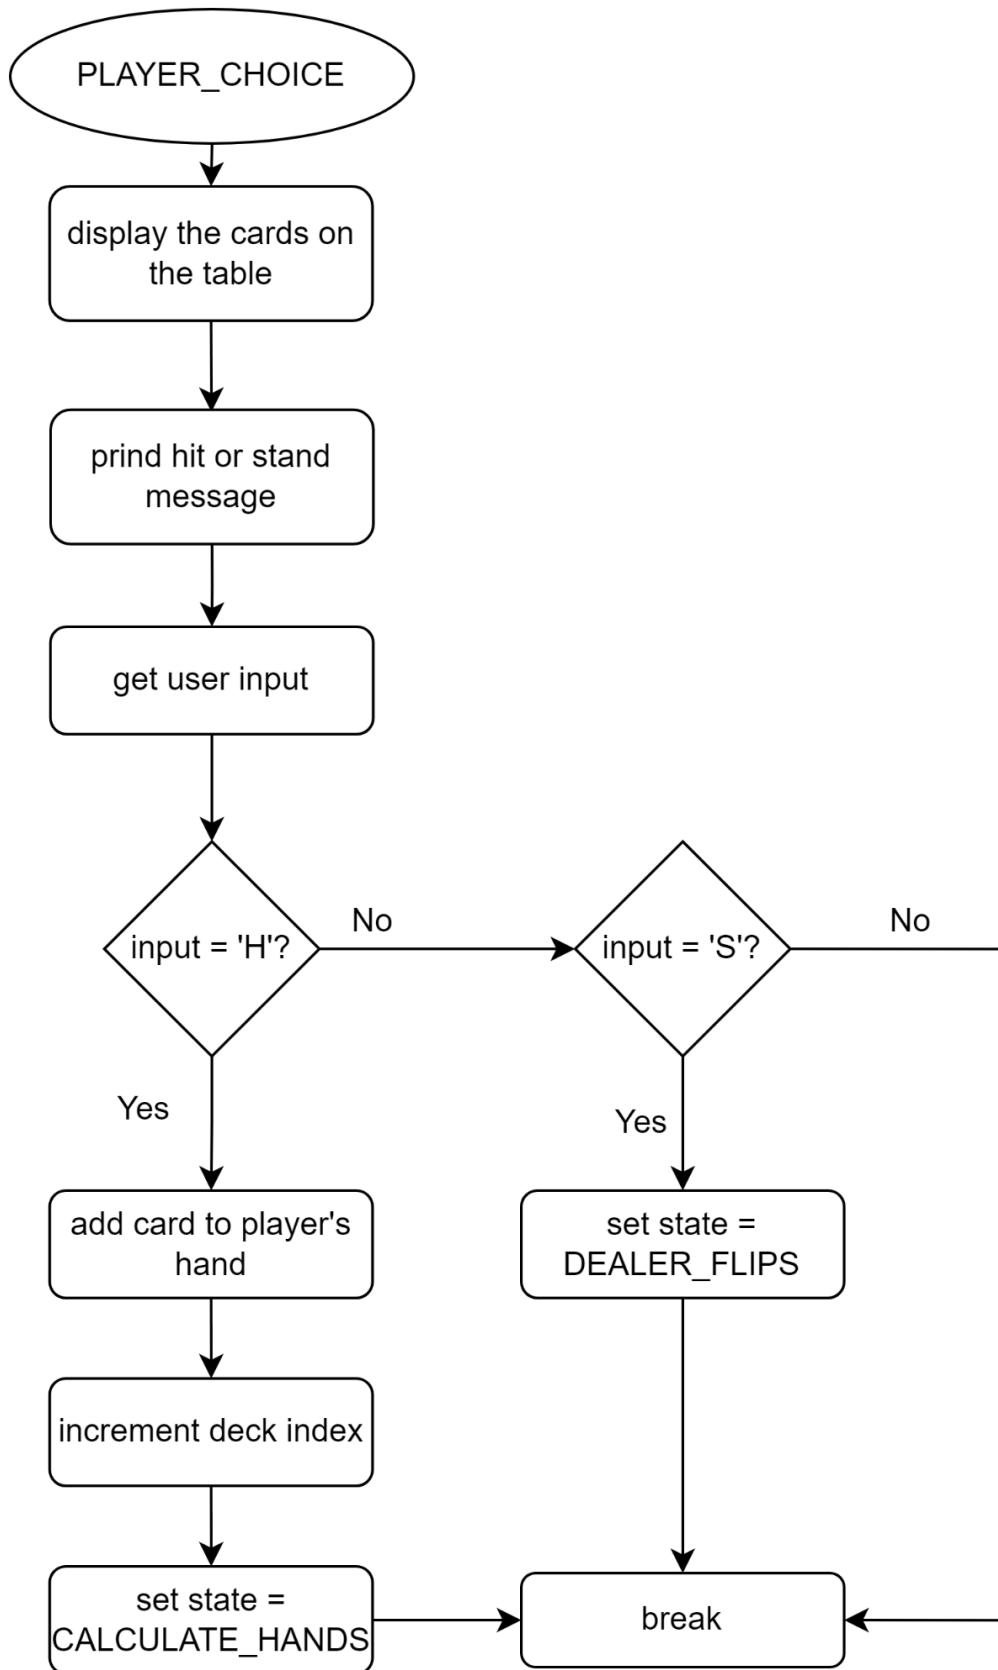 PLAYER_CHOICE
display the cards on
the table
prind hit or stand
message
get user input
input = 'H'?
No
input = 'S'?
No
Yes
Yes
add card to player's
hand
set state =
DEALER_FLIPS
increment deck index
set state =
CALCULATE_HANDS
break